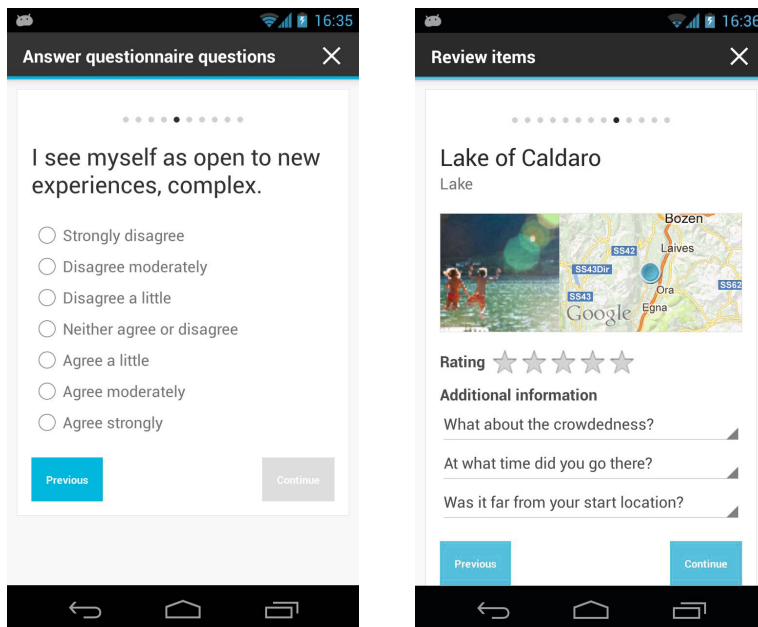 16:35
Answer questionnaire questions
I see myself as open to new
experiences, complex.
Strongly disagree
Disagree moderately
Disagree a little
Neither agree or disagree
Agree a little
Agree moderately
Agree strongly
Previous
Continue
16:36
Review items
Lake of Caldaro
Lake
Bozen
SS42
Laives
SS43Dir
Ora
SS62
SS43
Google
Egna
Rating
Additional information
What about the crowdedness?
At what time did you go there?
Was it far from your start location?
Previous
Continue